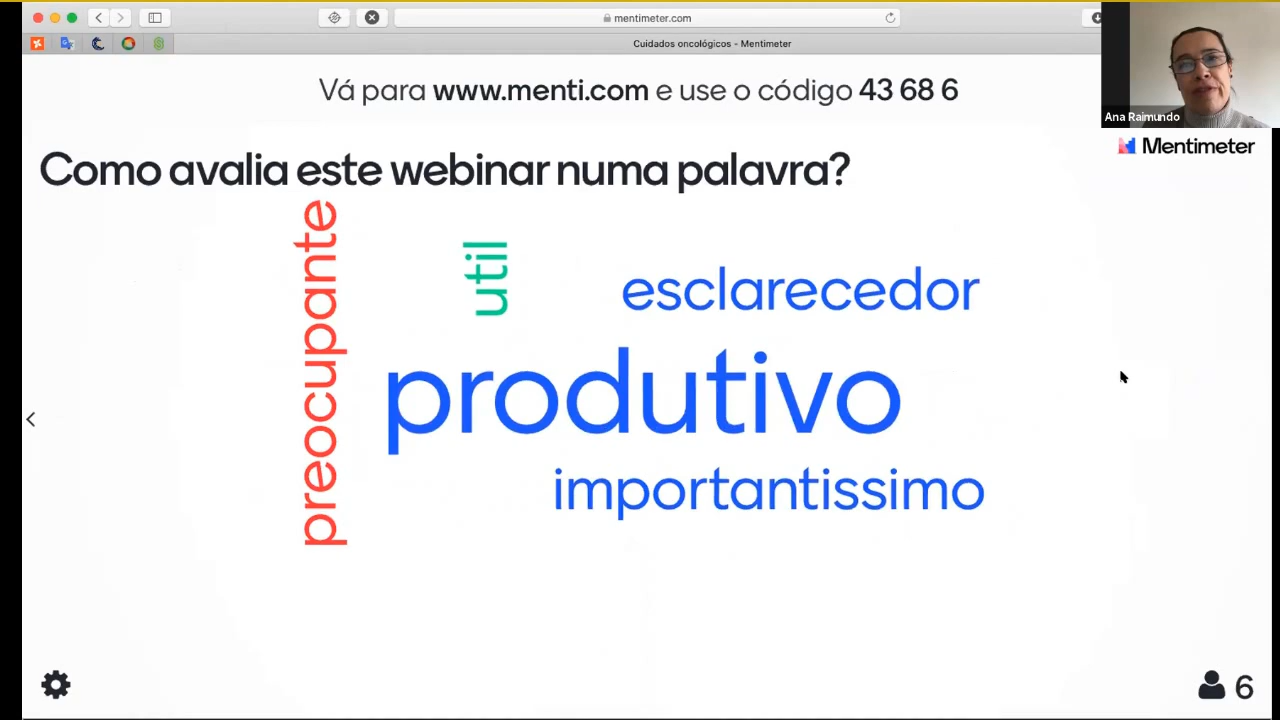 mentimeter.com
Cuidados oncológicos - Mentimeter
Vá para www.menti.com e use o código 43 68 6
Ana Raimundo
Mentimeter
Como avalia este webinar numa palavra?
preocupante
util
esclarecedor
produtivo
importantissimo
6